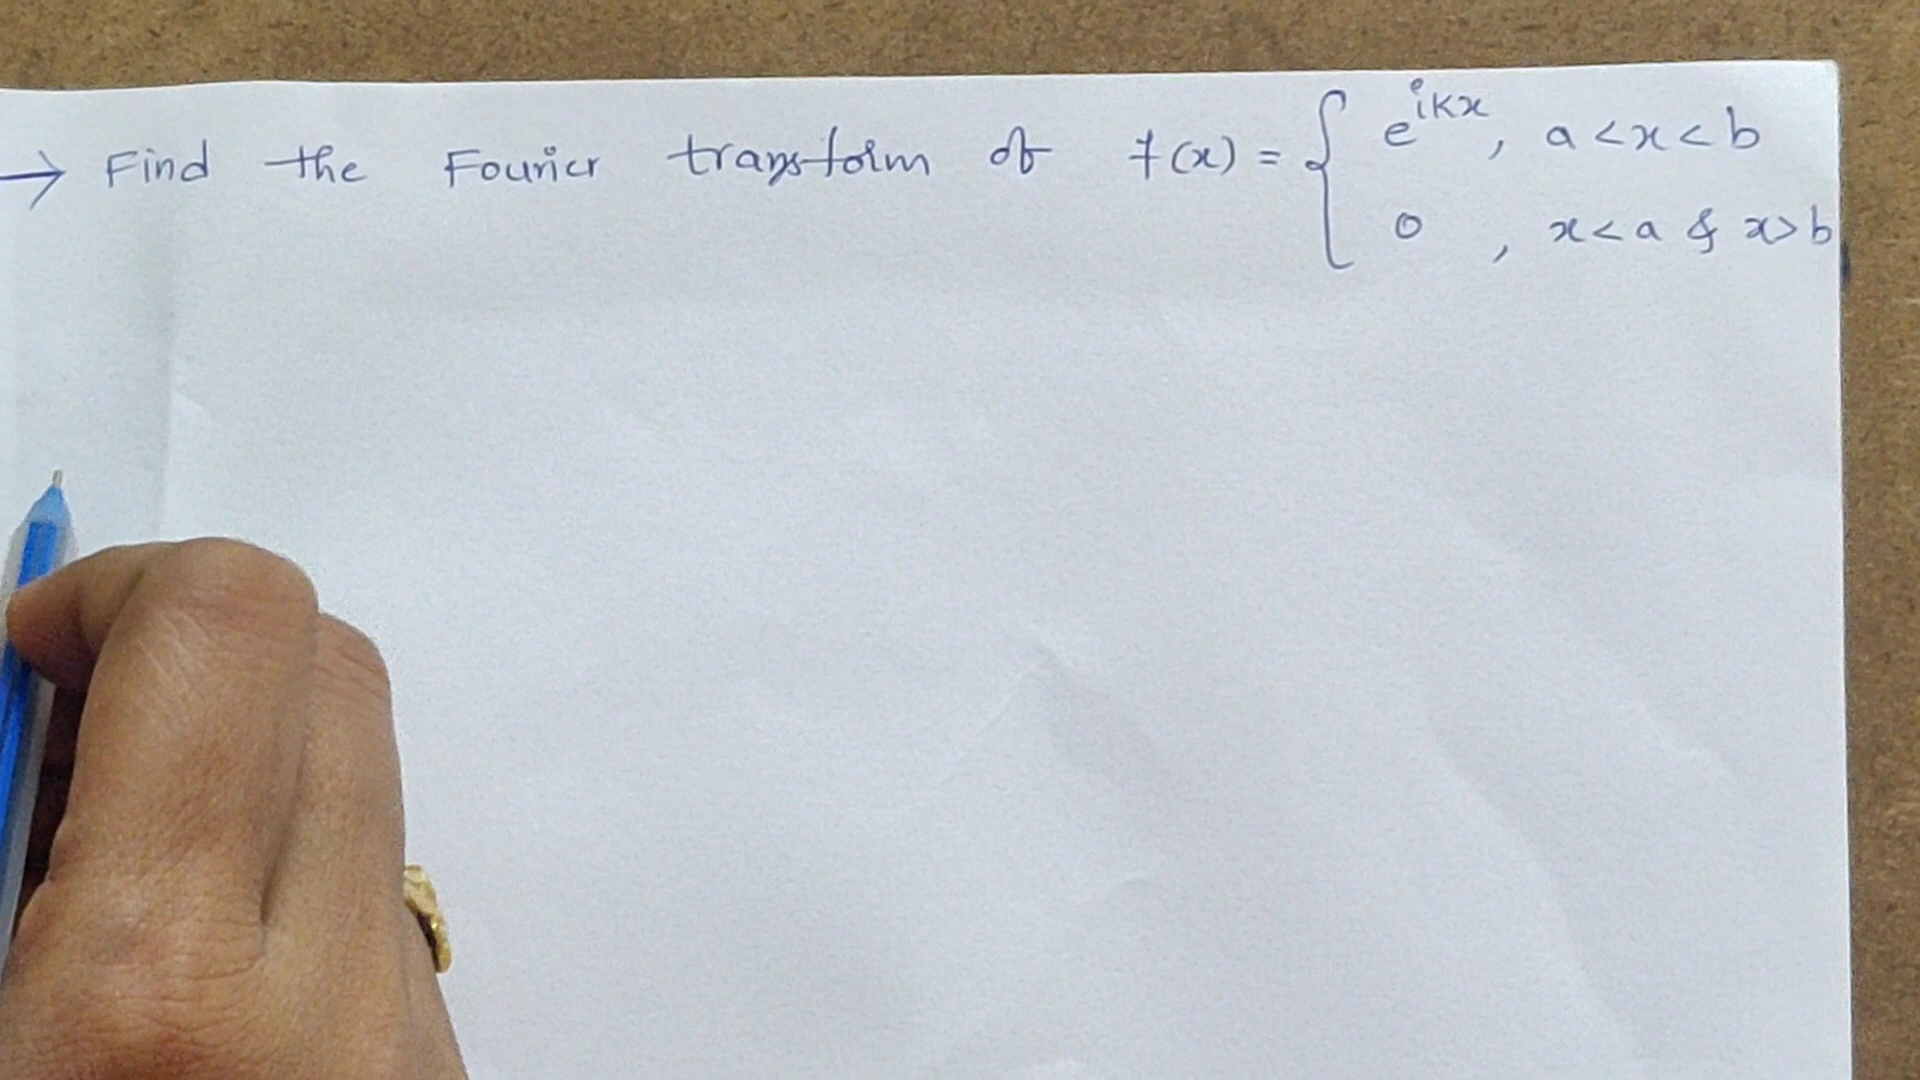 → Find the Fourier transform of f(x) = { e^{ikx}, a<x<b
0, x<a & x>b